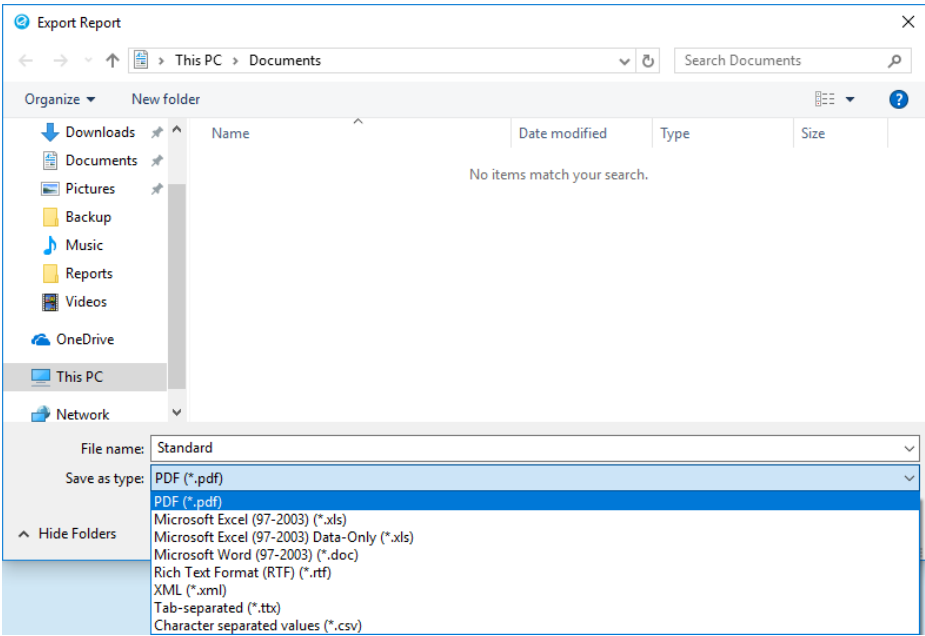 Export Report
This PC > Documents
Search Documents
Organize
New folder
?
Downloads
Documents
Pictures
Backup
Music
Reports
Videos
OneDrive
This PC
Network
Name
Date modified
Type
Size
No items match your search.
File name: Standard
Save as type: PDF (*.pdf)
PDF (*.pdf)
Microsoft Excel (97-2003) (*.xls)
Microsoft Excel (97-2003) Data-Only (*.xls)
Microsoft Word (97-2003) (*.doc)
Rich Text Format (RTF) (*.rtf)
XML (*.xml)
Tab-separated (*.ttx)
Character separated values (*.csv)
Hide Folders